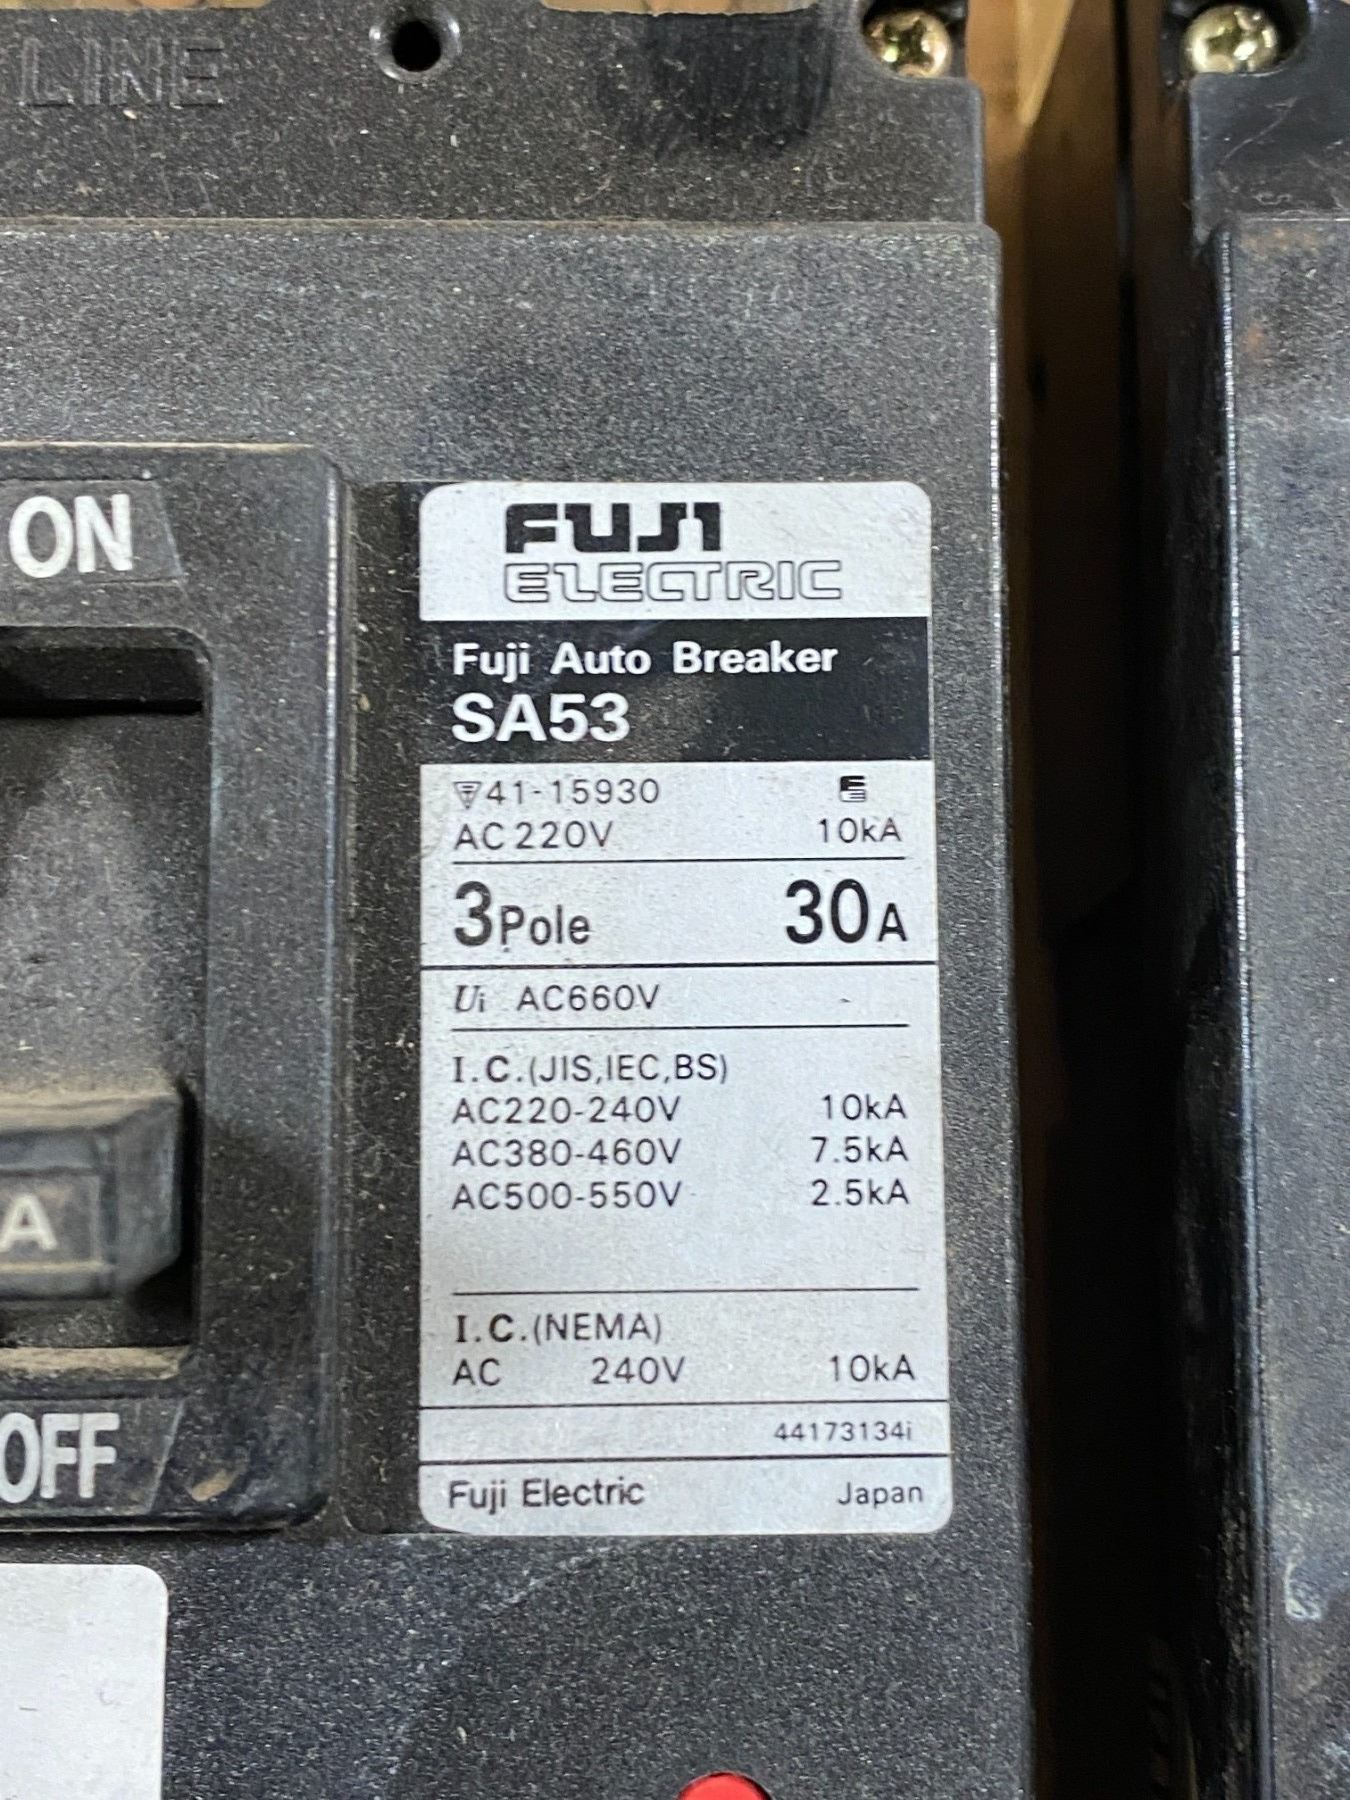 LINE
ON
FUJI
ELECTRIC
Fuji Auto Breaker
SA53
41-15930
AC 220V 10kA
3Pole 30A
Ui AC660V -
I.C.(JIS,IEC,BS)
AC220-240V 10kA
AC380-460V 7.5kA
AC500-550V 2.5kA
A
I.C.(NEMA)
AC 240V 10kA
OFF
44173134i
Fuji Electric Japan